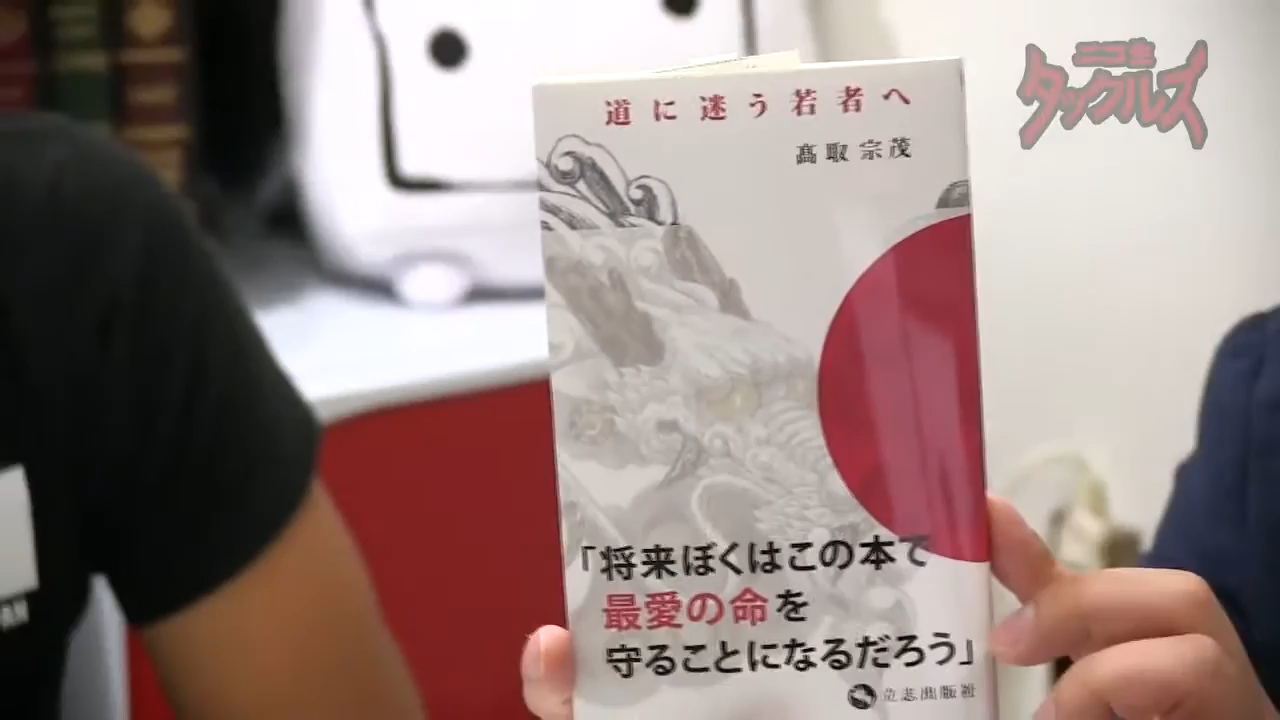 ニコ生
タックルズ
道に迷う若者へ
髙取宗茂
「将来ぼくはこの本で
最愛の命を
守ることになるだろう」
立志出版社